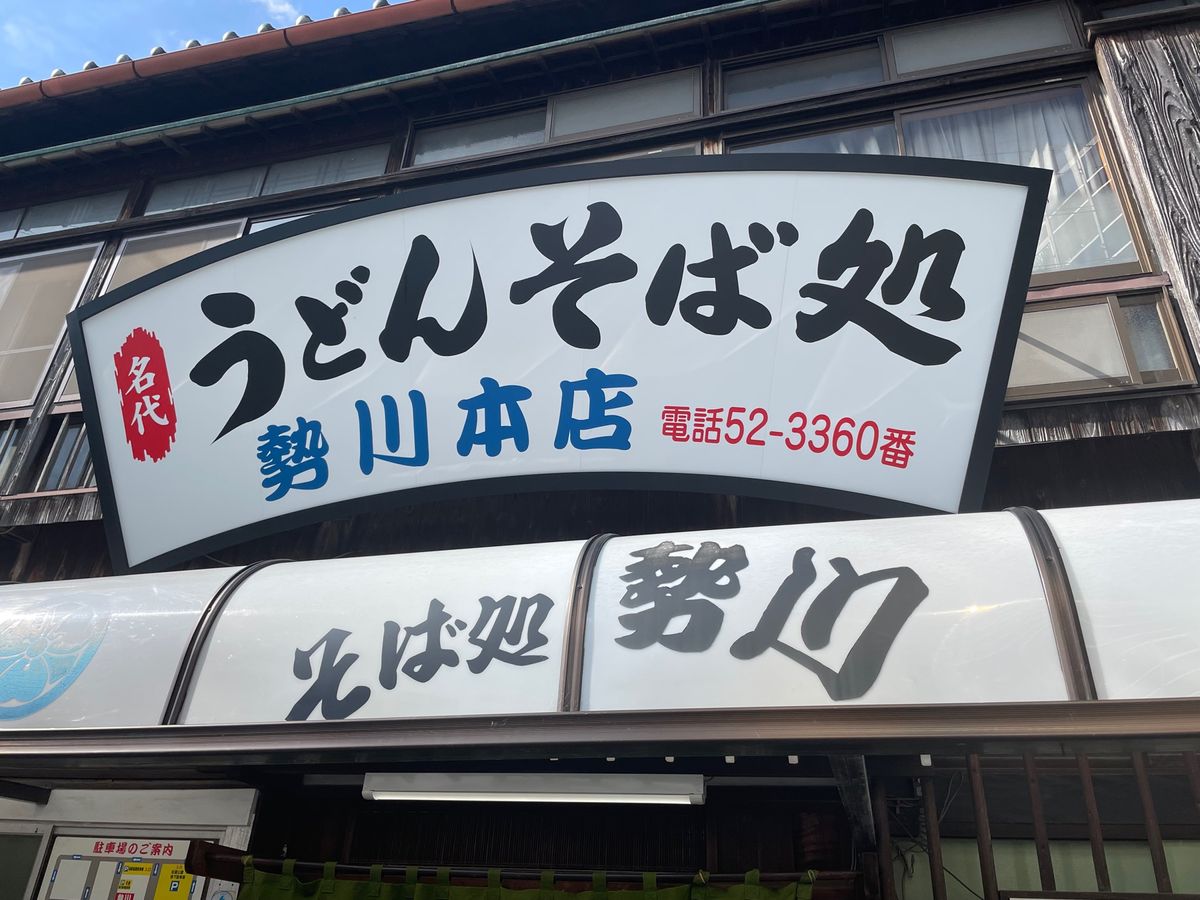 名代
うどんそば処
勢川本店
電話52-3360番
そば処 勢川
駐車場のご案内
P